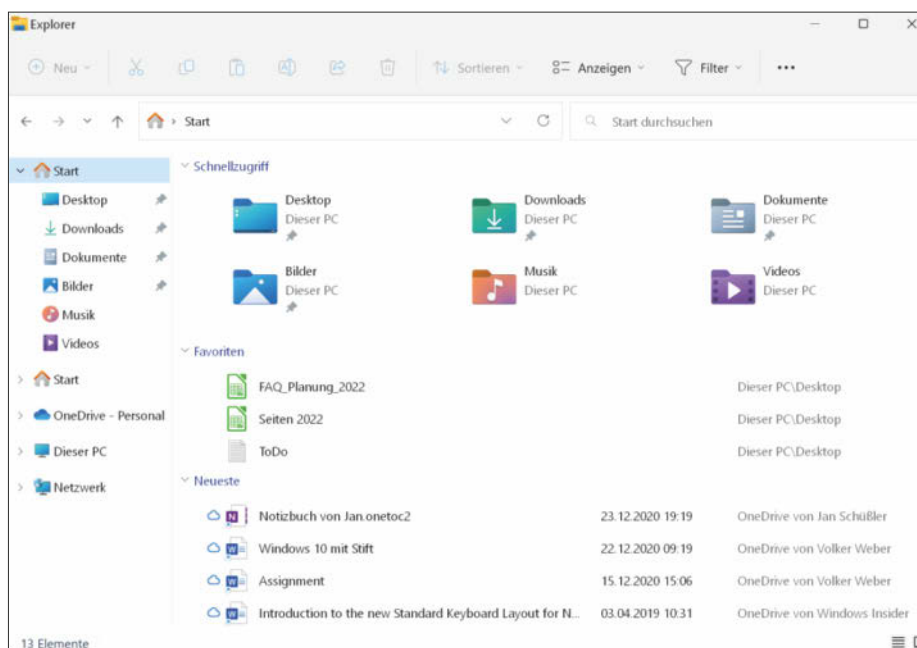 Explorer
Neu Sortieren Anzeigen Filter
Start Start durchsuchen
Start
Desktop
Downloads
Dokumente
Bilder
Musik
Videos
Start
OneDrive - Personal
Dieser PC
Netzwerk
Schnellzugriff
Desktop
Dieser PC
Downloads
Dieser PC
Dokumente
Dieser PC
Bilder
Dieser PC
Musik
Dieser PC
Videos
Dieser PC
Favoriten
FAQ_Planung_2022 Dieser PC\Desktop
Seiten 2022 Dieser PC\Desktop
ToDo Dieser PC\Desktop
Neueste
Notizbuch von Jan.onetoc2 23.12.2020 19:19 OneDrive von Jan Schüßler
Windows 10 mit Stift 22.12.2020 09:19 OneDrive von Volker Weber
Assignment 15.12.2020 15:06 OneDrive von Volker Weber
Introduction to the new Standard Keyboard Layout for N... 03.04.2019 10:31 OneDrive von Windows Insider
13 Elemente